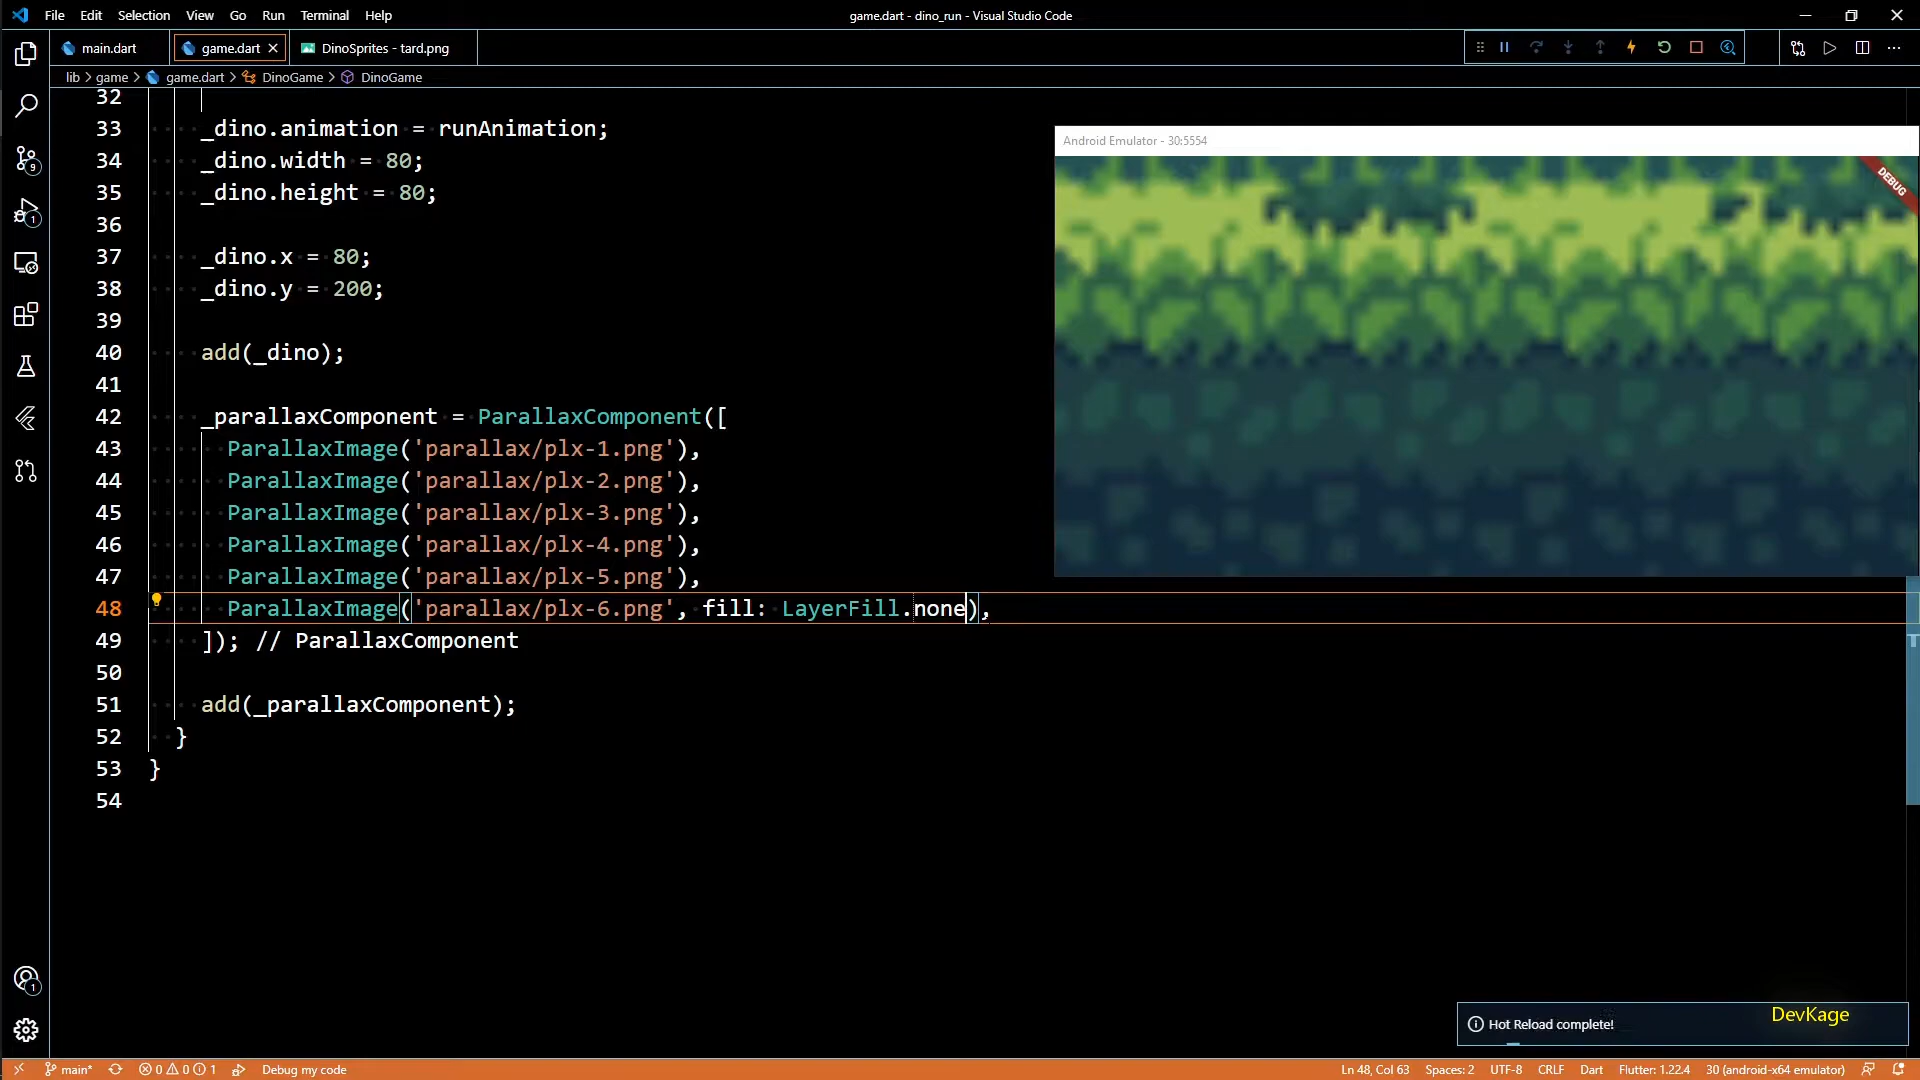 File Edit Selection View Go Run Terminal Help
game.dart - dino_run - Visual Studio Code
main.dart
game.dart
DinoSprites - tard.png
lib > game > game.dart > DinoGame > DinoGame
32
33 _dino.animation = runAnimation;
34 _dino.width = 80;
35 _dino.height = 80;
36
37 _dino.x = 80;
38 _dino.y = 200;
39
40 add(_dino);
41
42 _parallaxComponent = ParallaxComponent([
43 ParallaxImage('parallax/plx-1.png'),
44 ParallaxImage('parallax/plx-2.png'),
45 ParallaxImage('parallax/plx-3.png'),
46 ParallaxImage('parallax/plx-4.png'),
47 ParallaxImage('parallax/plx-5.png'),
48 ParallaxImage('parallax/plx-6.png', fill: LayerFill.none),
49 ]); // ParallaxComponent
50
51 add(_parallaxComponent);
52 }
53 }
54
Android Emulator - 30:5554
DEBUG
9
1
1
Hot Reload complete!
DevKage
main* 0 0 1 Debug my code
Ln 48, Col 63 Spaces: 2 UTF-8 CRLF Dart Flutter: 1.22.4 30 (android-x64 emulator)